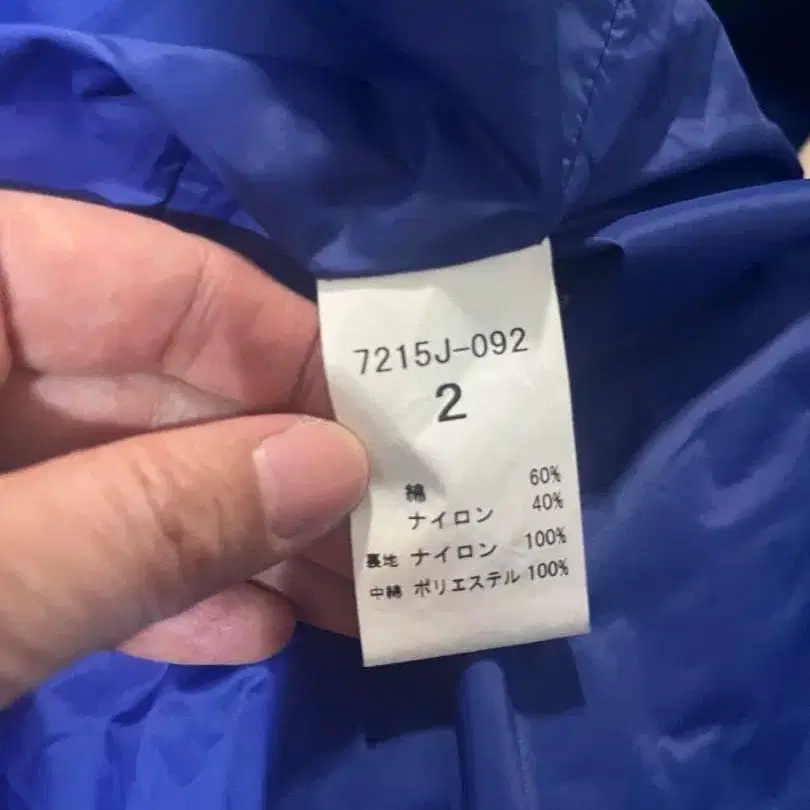 7215J-092
2
綿 60%
ナイロン 40%
裏地 ナイロン 100%
中綿 ポリエステル 100%